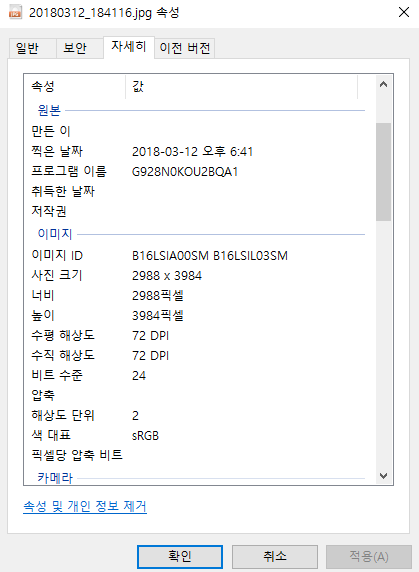 20180312_184116.jpg 속성
일반 보안 자세히 이전 버전
속성 값
원본
만든 이
찍은 날짜 2018-03-12 오후 6:41
프로그램 이름 G928N0KOU2BQA1
취득한 날짜
저작권
이미지
이미지 ID B16LSIA00SM B16LSIL03SM
사진 크기 2988 x 3984
너비 2988픽셀
높이 3984픽셀
수평 해상도 72 DPI
수직 해상도 72 DPI
비트 수준 24
압축
해상도 단위 2
색 대표 sRGB
픽셀당 압축 비트
카메라
속성 및 개인 정보 제거
확인 취소 적용(A)